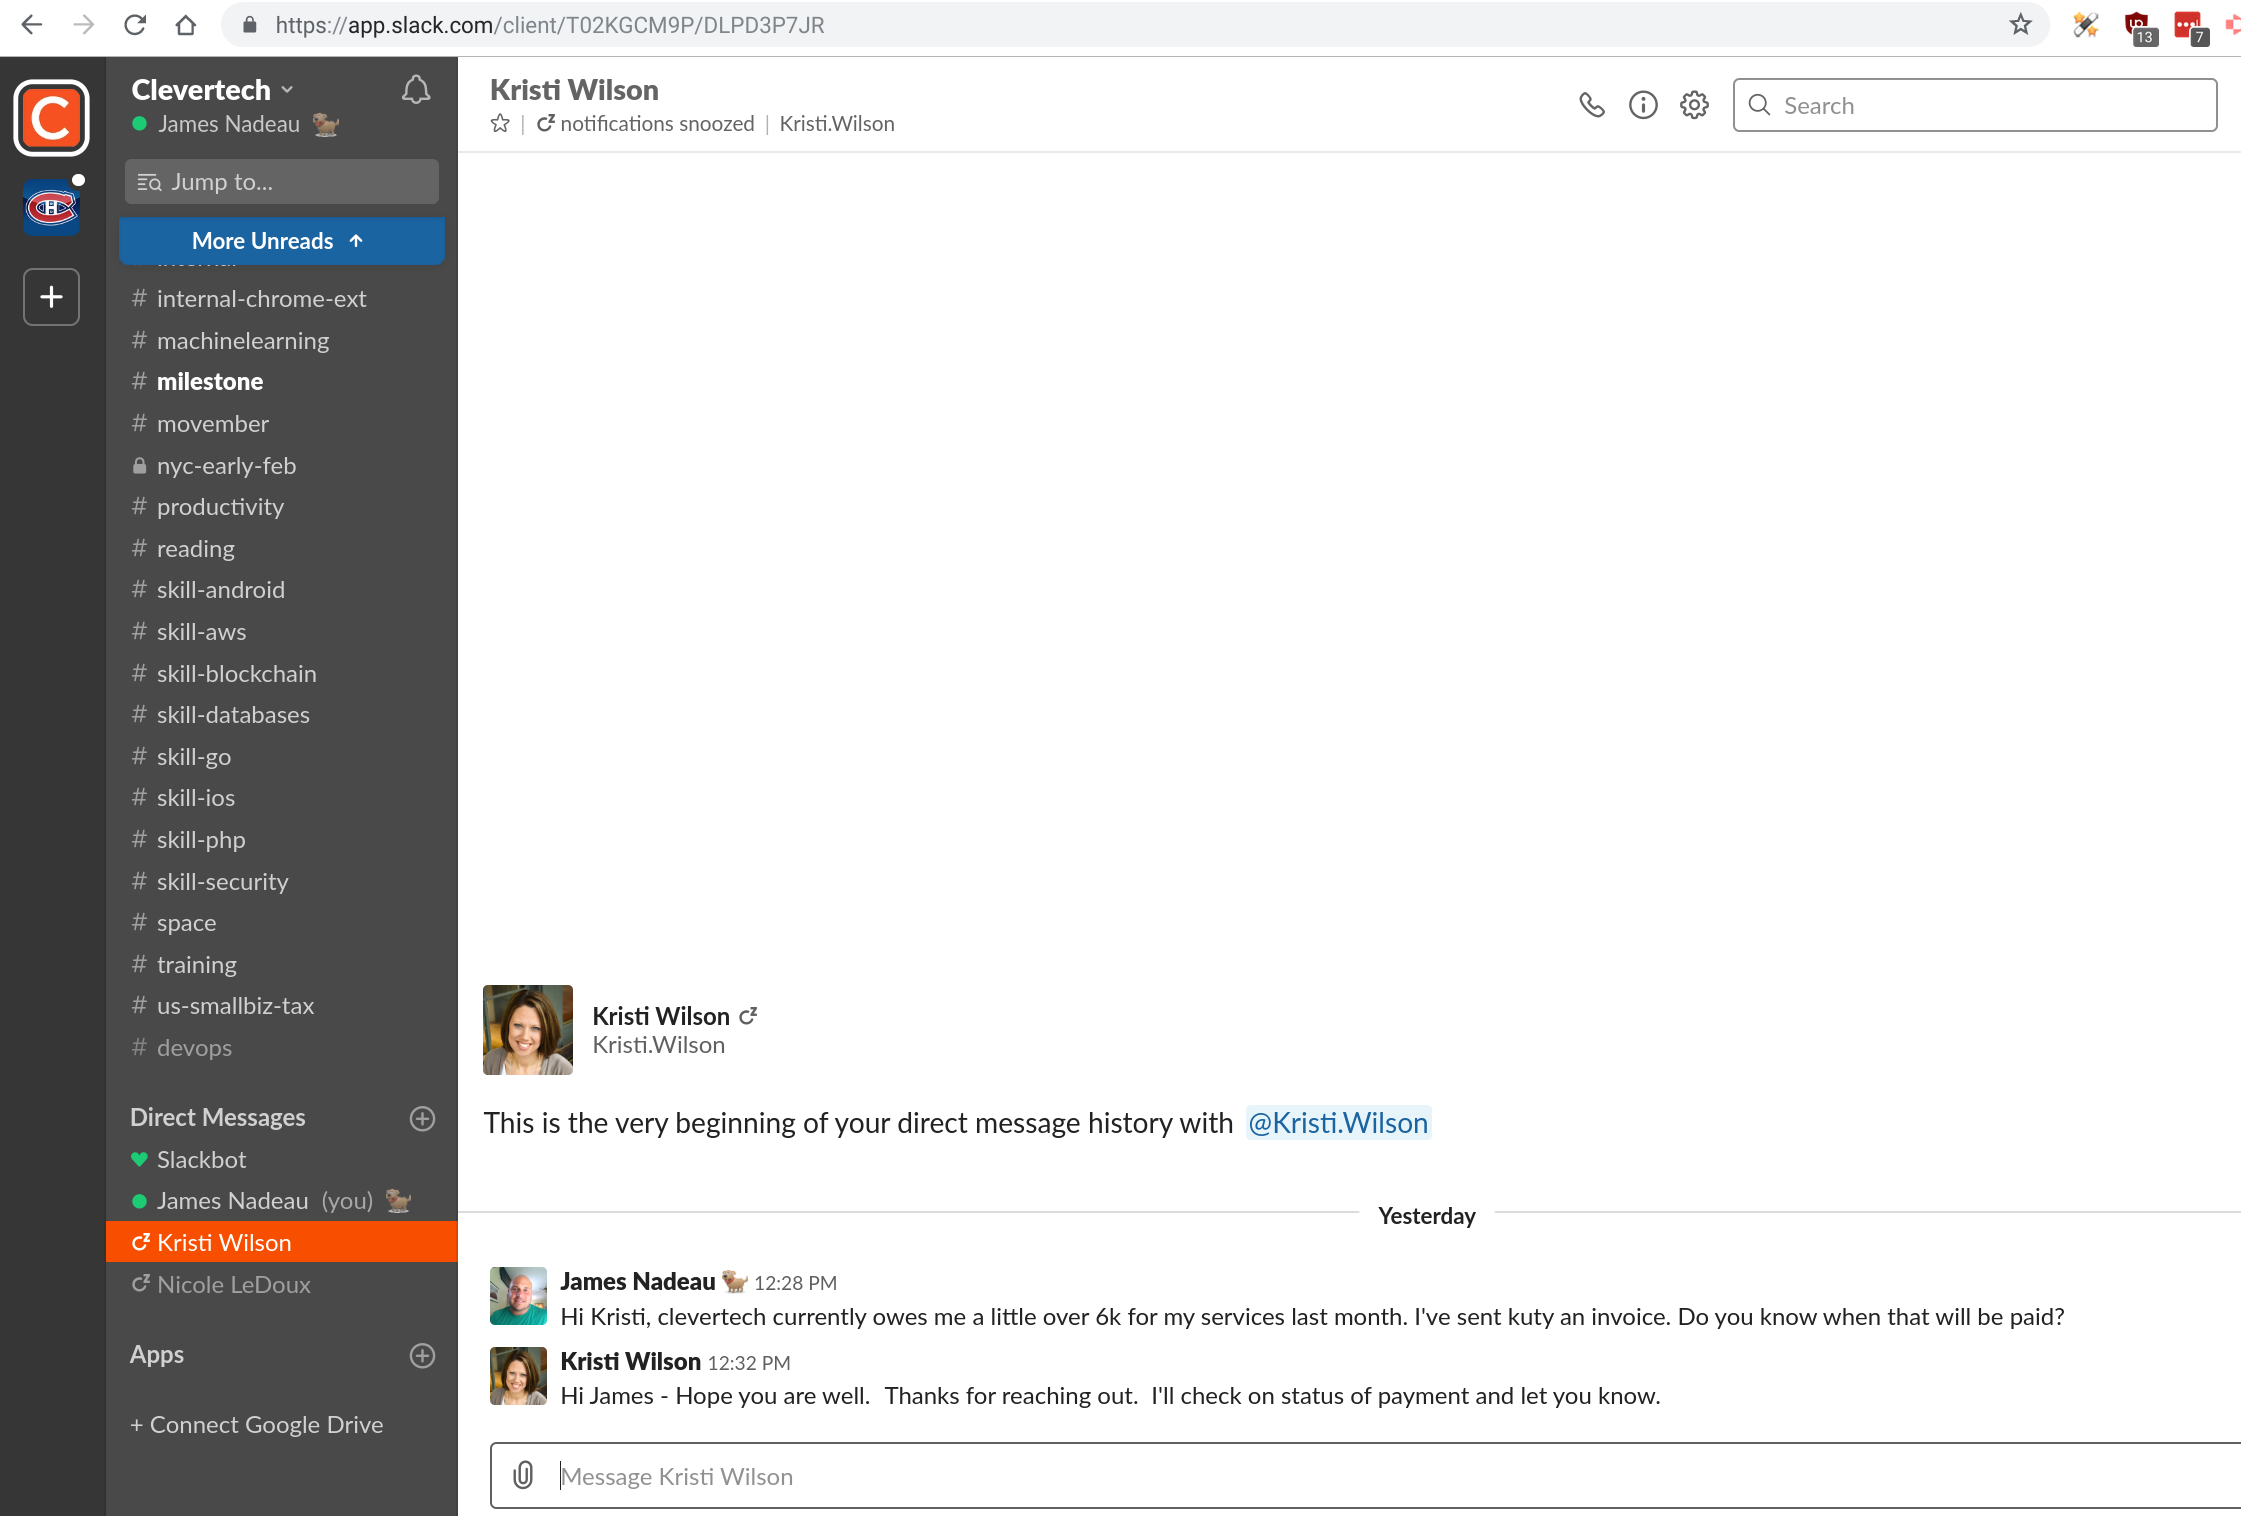 https://app.slack.com/client/T02KGCM9P/DLPD3P7JR
13
7
C
Clevertech
James Nadeau
Jump to...
More Unreads
# internal-chrome-ext
# machinelearning
# milestone
# movember
nyc-early-feb
# productivity
# reading
# skill-android
# skill-aws
# skill-blockchain
# skill-databases
# skill-go
# skill-ios
# skill-php
# skill-security
# space
# training
# us-smallbiz-tax
# devops
Direct Messages
Slackbot
James Nadeau (you)
Kristi Wilson
Nicole LeDoux
Apps
+ Connect Google Drive
Kristi Wilson
notifications snoozed | Kristi.Wilson
Search
Kristi Wilson
Kristi.Wilson
This is the very beginning of your direct message history with @Kristi.Wilson
Yesterday
James Nadeau 12:28 PM
Hi Kristi, clevertech currently owes me a little over 6k for my services last month. I've sent kuty an invoice. Do you know when that will be paid?
Kristi Wilson 12:32 PM
Hi James - Hope you are well.  Thanks for reaching out.  I'll check on status of payment and let you know.
Message Kristi Wilson